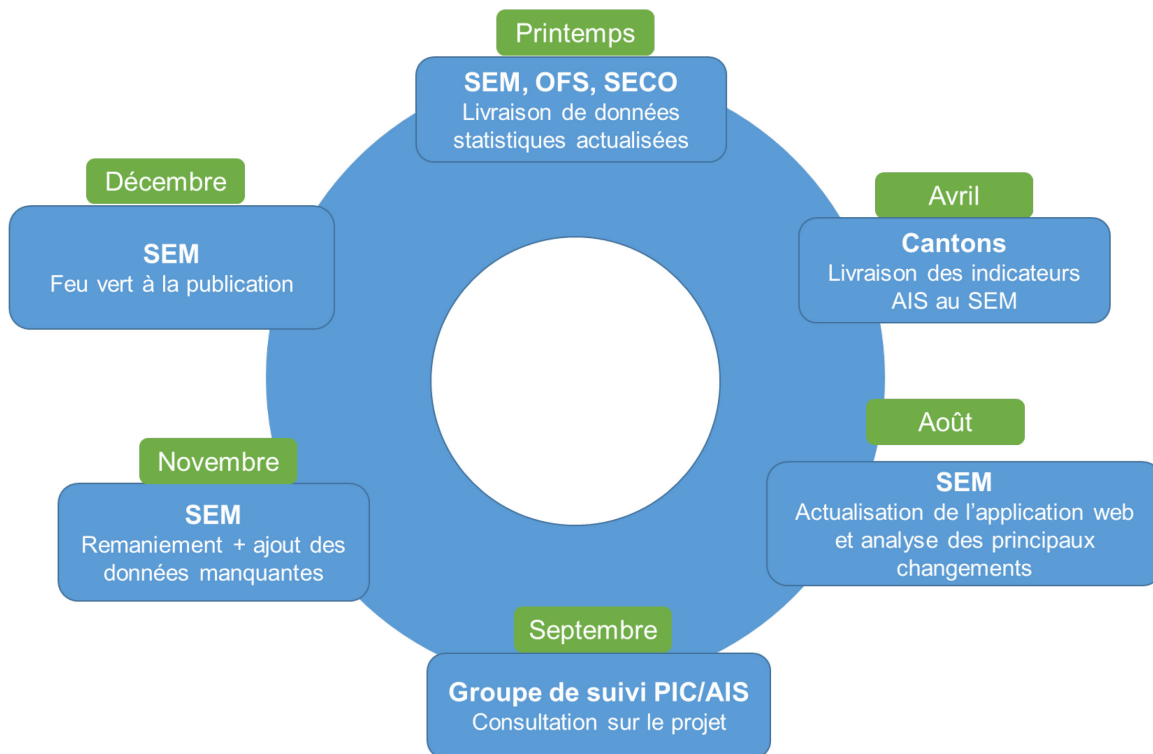 Printemps
SEM, OFS, SECO
Livraison de données
statistiques actualisées
Avril
Cantons
Livraison des indicateurs
AIS au SEM
Août
SEM
Actualisation de l’application web
et analyse des principaux
changements
Septembre
Groupe de suivi PIC/AIS
Consultation sur le projet
Novembre
SEM
Remaniement + ajout des
données manquantes
Décembre
SEM
Feu vert à la publication